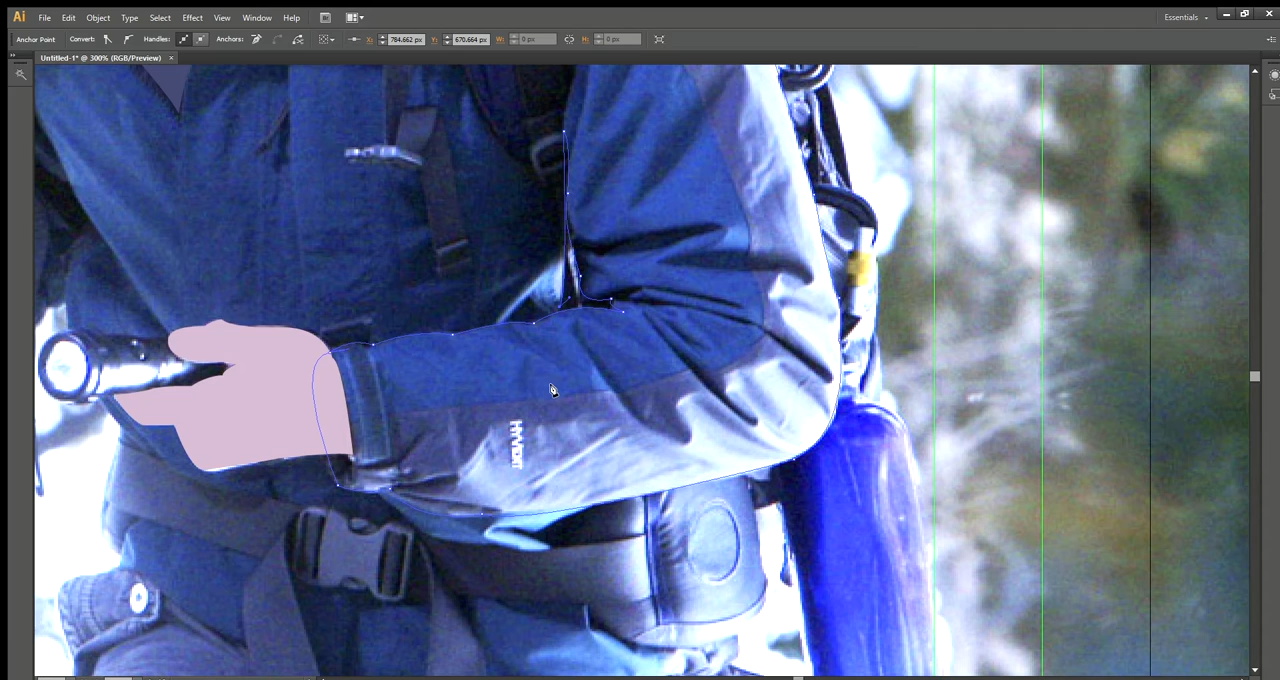 Ai File Edit Object Type Select Effect View Window Help Br Essentials
Anchor Point Convert: Handles: Anchors: X: 784.662 px Y: 670.664 px W: 0 px H: 0 px
Untitled-1* @ 300% (RGB/Preview) ×